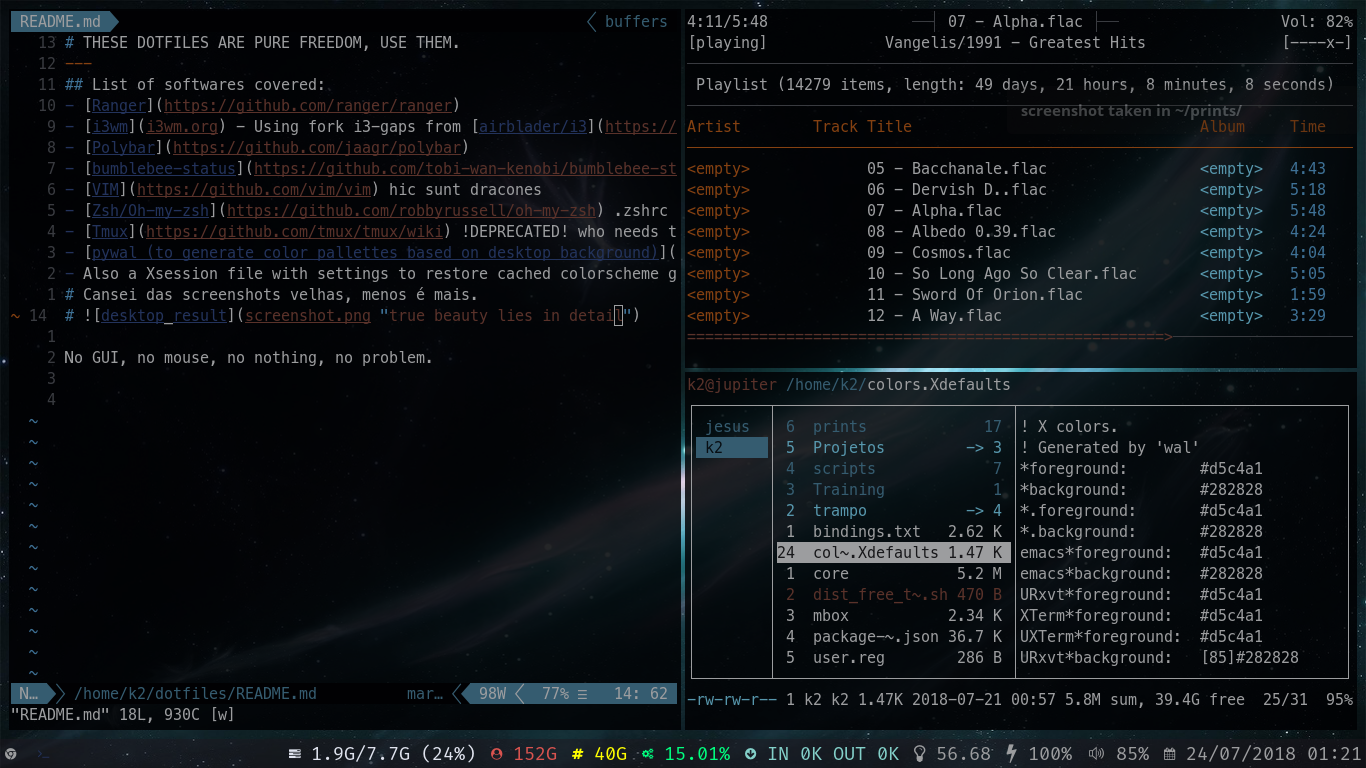 README.md buffers
13 # THESE DOTFILES ARE PURE FREEDOM, USE THEM.
12 ---
11 ## List of softwares covered:
10 - [Ranger](https://github.com/ranger/ranger)
9 - [i3wm](i3wm.org) - Using fork i3-gaps from [airblader/i3](https://
8 - [Polybar](https://github.com/jaagr/polybar)
7 - [bumblebee-status](https://github.com/tobi-wan-kenobi/bumblebee-st
6 - [VIM](https://github.com/vim/vim) hic sunt dracones
5 - [Zsh/Oh-my-zsh](https://github.com/robbyrussell/oh-my-zsh) .zshrc
4 - [Tmux](https://github.com/tmux/tmux/wiki) !DEPRECATED! who needs t
3 - [pywal (to generate color pallettes based on desktop background)](
2 - Also a Xsession file with settings to restore cached colorscheme g
1 # Cansei das screenshots velhas, menos é mais.
~ 14 # ![desktop_result](screenshot.png "true beauty lies in detail")
1
2 No GUI, no mouse, no nothing, no problem.
3
4
~
~
~
~
~
~
~
~
~
~
~
~
~
N… /home/k2/dotfiles/README.md mar… 98W 77% ☰ 14: 62
"README.md" 18L, 930C [w]
4:11/5:48 ──┤ 07 - Alpha.flac ├── Vol: 82%
[playing] Vangelis/1991 - Greatest Hits [----x-]
Playlist (14279 items, length: 49 days, 21 hours, 8 minutes, 8 seconds)
screenshot taken in ~/prints/
Artist Track Title Album Time
<empty> 05 - Bacchanale.flac <empty> 4:43
<empty> 06 - Dervish D..flac <empty> 5:18
<empty> 07 - Alpha.flac <empty> 5:48
<empty> 08 - Albedo 0.39.flac <empty> 4:24
<empty> 09 - Cosmos.flac <empty> 4:04
<empty> 10 - So Long Ago So Clear.flac <empty> 5:05
<empty> 11 - Sword Of Orion.flac <empty> 1:59
<empty> 12 - A Way.flac <empty> 3:29
=====================================================>
k2@jupiter /home/k2/colors.Xdefaults
jesus 6 prints 17 ! X colors.
k2 5 Projetos -> 3 ! Generated by 'wal'
4 scripts 7 *foreground: #d5c4a1
3 Training 1 *background: #282828
2 trampo -> 4 *.foreground: #d5c4a1
1 bindings.txt 2.62 K *.background: #282828
24 col~.Xdefaults 1.47 K emacs*foreground: #d5c4a1
1 core 5.2 M emacs*background: #282828
2 dist_free_t~.sh 470 B URxvt*foreground: #d5c4a1
3 mbox 2.34 K XTerm*foreground: #d5c4a1
4 package-~.json 36.7 K UXTerm*foreground: #d5c4a1
5 user.reg 286 B URxvt*background: [85]#282828
-rw-rw-r-- 1 k2 k2 1.47K 2018-07-21 00:57 5.8M sum, 39.4G free 25/31 95%
1.9G/7.7G (24%) 152G # 40G 15.01% IN 0K OUT 0K 56.68 100% 85% 24/07/2018 01:21